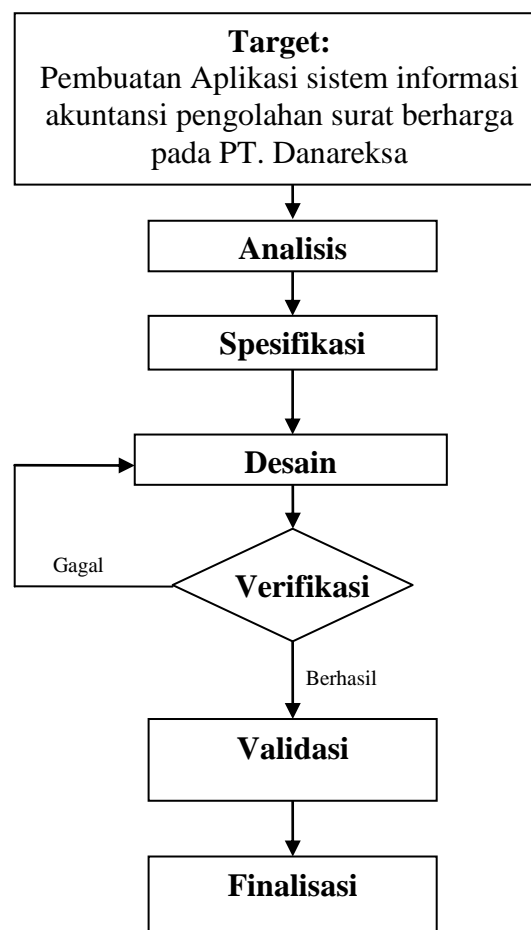 Target:
Pembuatan Aplikasi sistem informasi
akuntansi pengolahan surat berharga
pada PT. Danareksa
Analisis
Spesifikasi
Desain
Gagal
Verifikasi
Berhasil
Validasi
Finalisasi